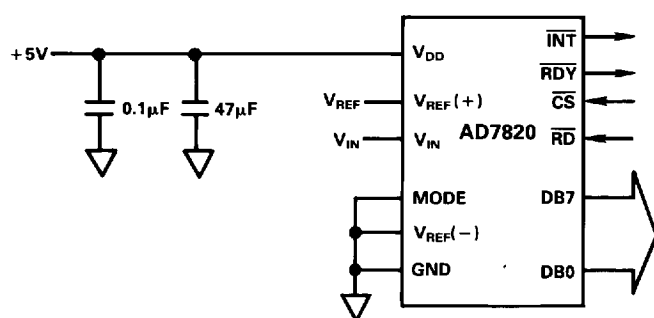 +5V
0.1μF
47μF
V_DD
INT
RDY
V_REF
V_REF(+)
CS
AD7820
V_IN
V_IN
RD
MODE
DB7
V_REF(−)
GND
DB0